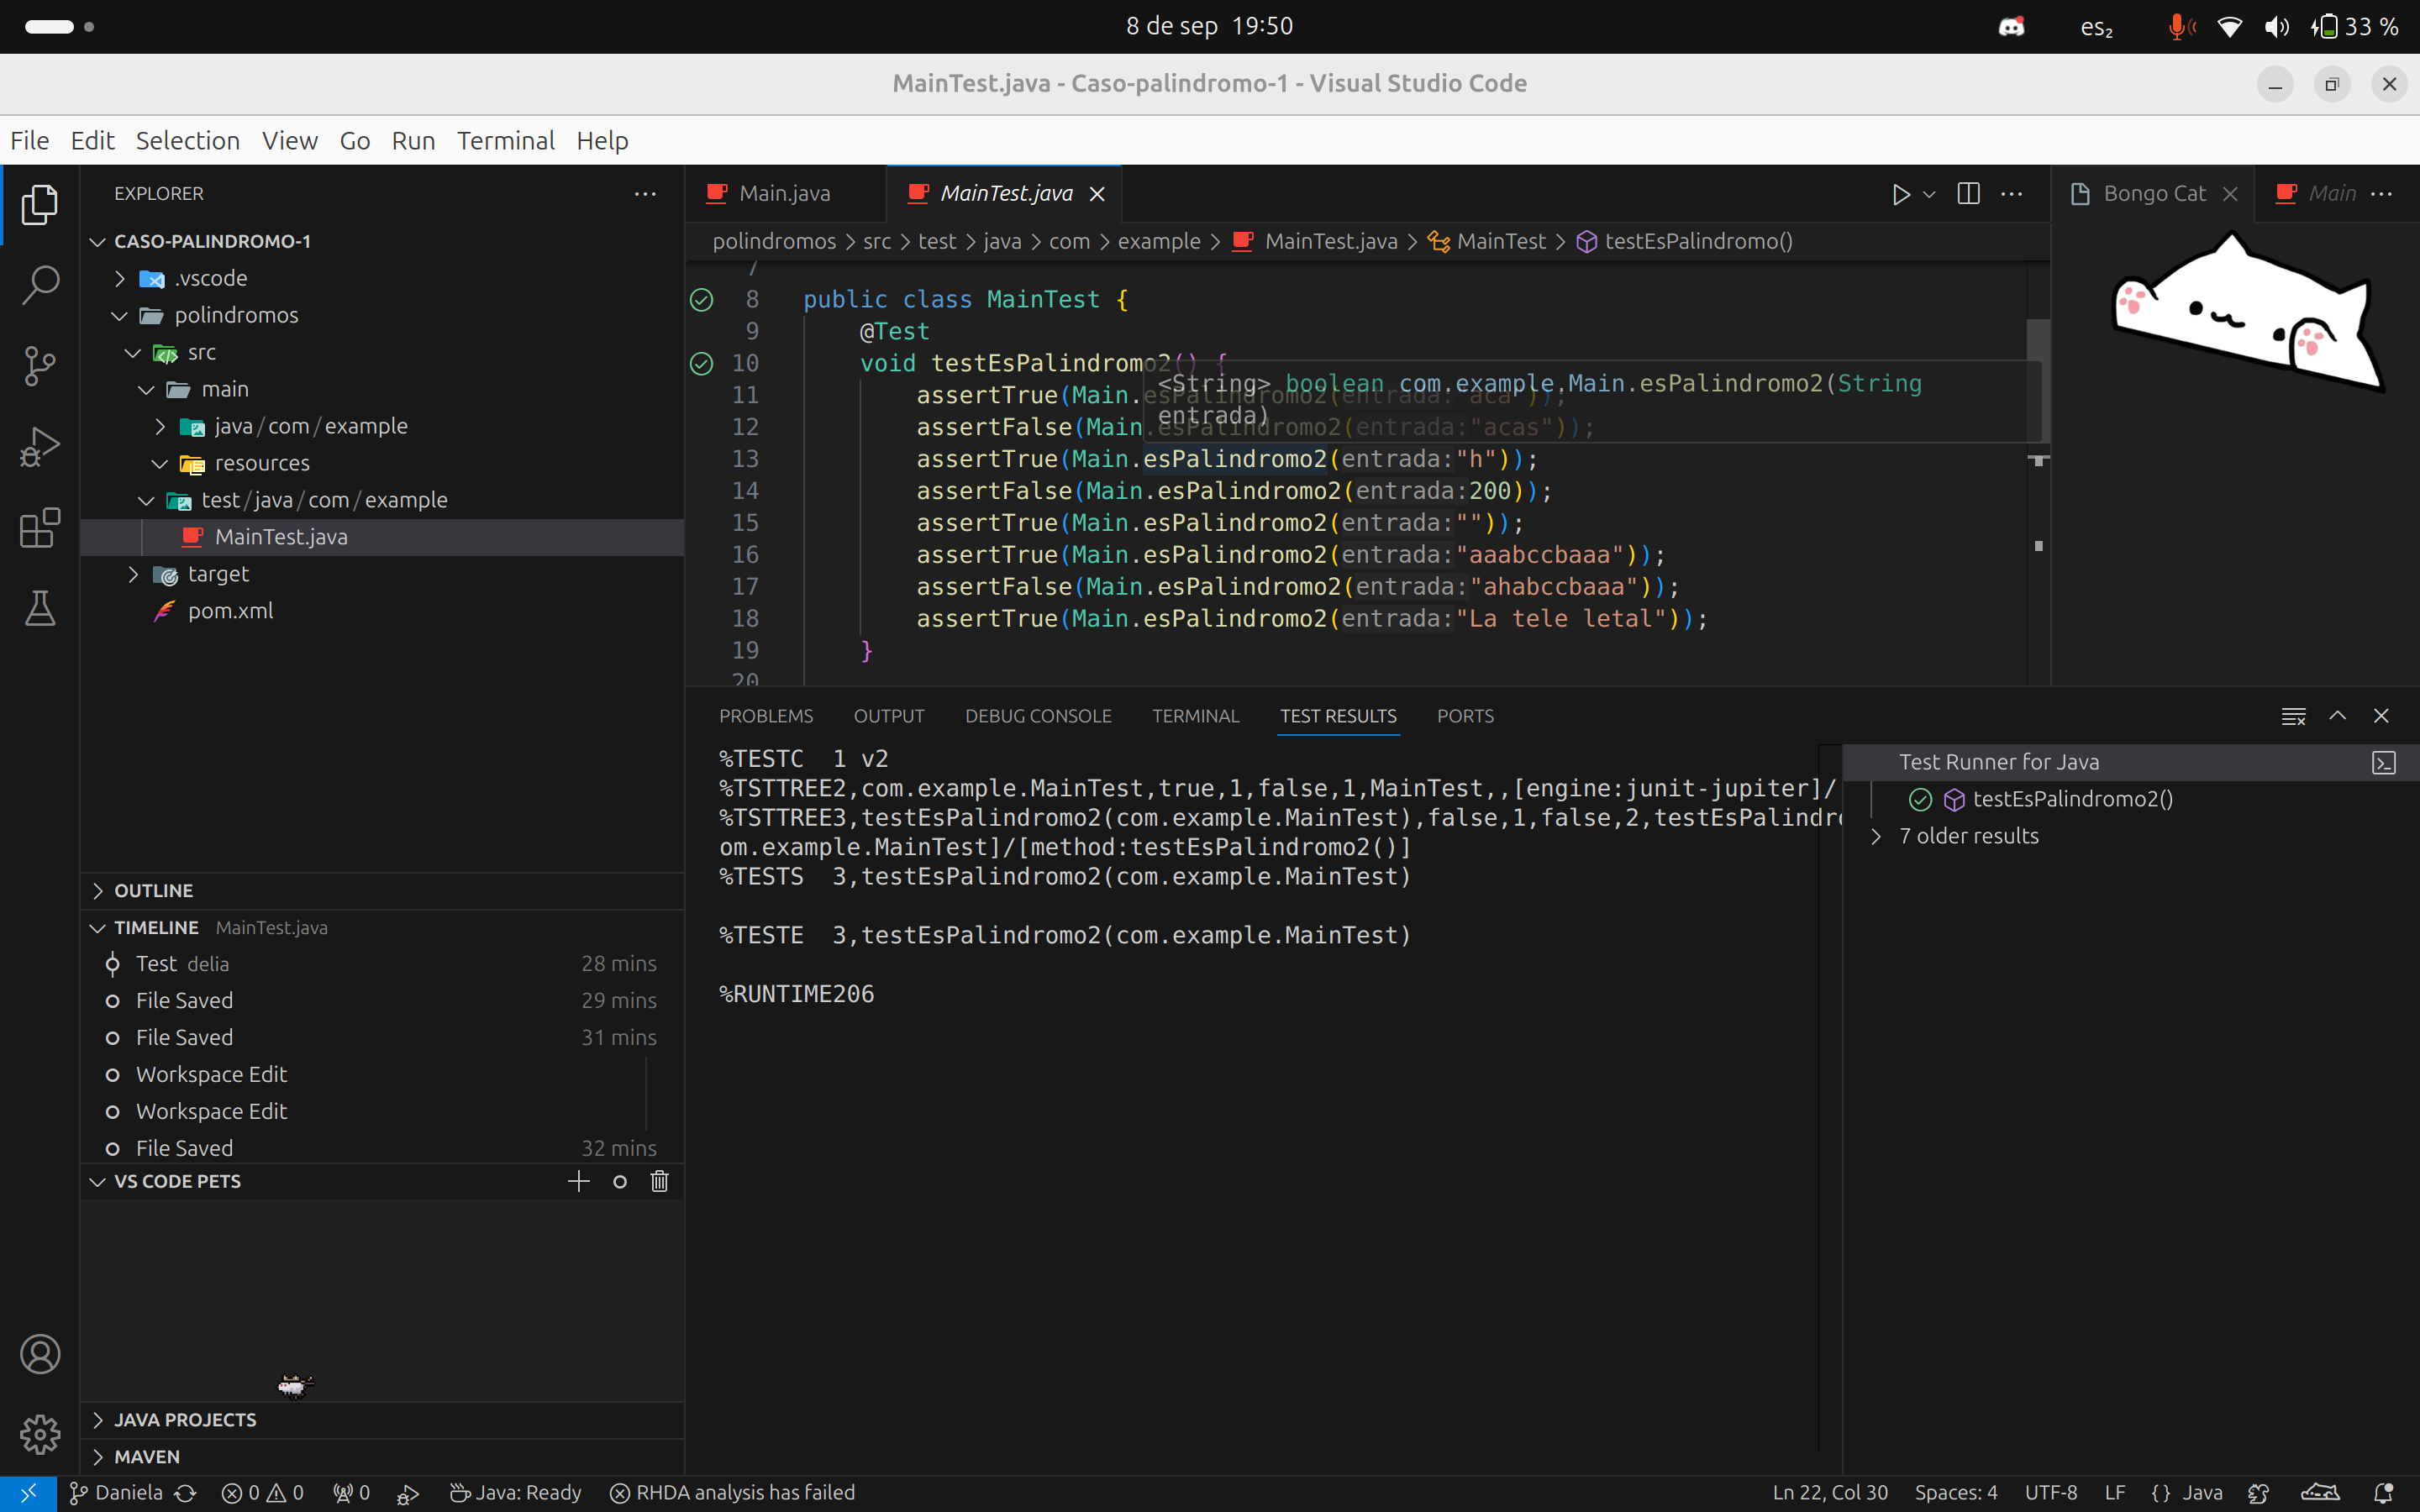 8 de sep 19:50
es₂
33 %
MainTest.java - Caso-palindromo-1 - Visual Studio Code
File Edit Selection View Go Run Terminal Help
EXPLORER
CASO-PALINDROMO-1
.vscode
polindromos
src
main
java/com/example
resources
test/java/com/example
MainTest.java
target
pom.xml
OUTLINE
TIMELINE MainTest.java
Test delia 28 mins
File Saved 29 mins
File Saved 31 mins
Workspace Edit
Workspace Edit
File Saved 32 mins
VS CODE PETS
JAVA PROJECTS
MAVEN
Main.java
MainTest.java
Bongo Cat
Main
polindromos > src > test > java > com > example > MainTest.java > MainTest > testEsPalindromo()
7
8 public class MainTest {
9 @Test
10 void testEsPalindromo2() {
<String> boolean com.example.Main.esPalindromo2(String
entrada)
11 assertTrue(Main.esPalindromo2(entrada:"aca"));
12 assertFalse(Main.esPalindromo2(entrada:"acas"));
13 assertTrue(Main.esPalindromo2(entrada:"h"));
14 assertFalse(Main.esPalindromo2(entrada:200));
15 assertTrue(Main.esPalindromo2(entrada:""));
16 assertTrue(Main.esPalindromo2(entrada:"aaabccbaaa"));
17 assertFalse(Main.esPalindromo2(entrada:"ahabccbaaa"));
18 assertTrue(Main.esPalindromo2(entrada:"La tele letal"));
19 }
20
PROBLEMS OUTPUT DEBUG CONSOLE TERMINAL TEST RESULTS PORTS
%TESTC 1 v2
%TSTTREE2,com.example.MainTest,true,1,false,1,MainTest,,[engine:junit-jupiter]/
%TSTTREE3,testEsPalindromo2(com.example.MainTest),false,1,false,2,testEsPalindr
om.example.MainTest]/[method:testEsPalindromo2()]
%TESTS 3,testEsPalindromo2(com.example.MainTest)
%TESTE 3,testEsPalindromo2(com.example.MainTest)
%RUNTIME206
Test Runner for Java
testEsPalindromo2()
7 older results
Daniela 0 0 0 Java: Ready RHDA analysis has failed
Ln 22, Col 30 Spaces: 4 UTF-8 LF {} Java